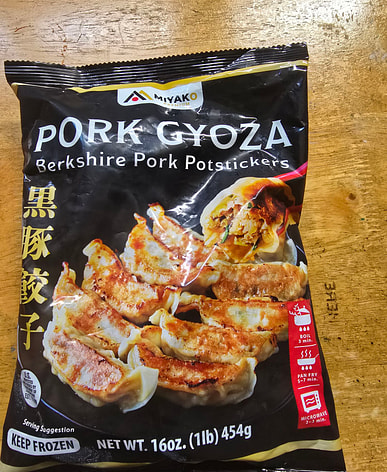 MIYAKO
PORK GYOZA
Berkshire Pork Potstickers
黒豚餃子
BOIL
3 min.
PAN FRY
5-7 min.
MICROWAVE
Serving Suggestion
KEEP FROZEN
NET WT. 16oz. (1lb) 454g
HERE